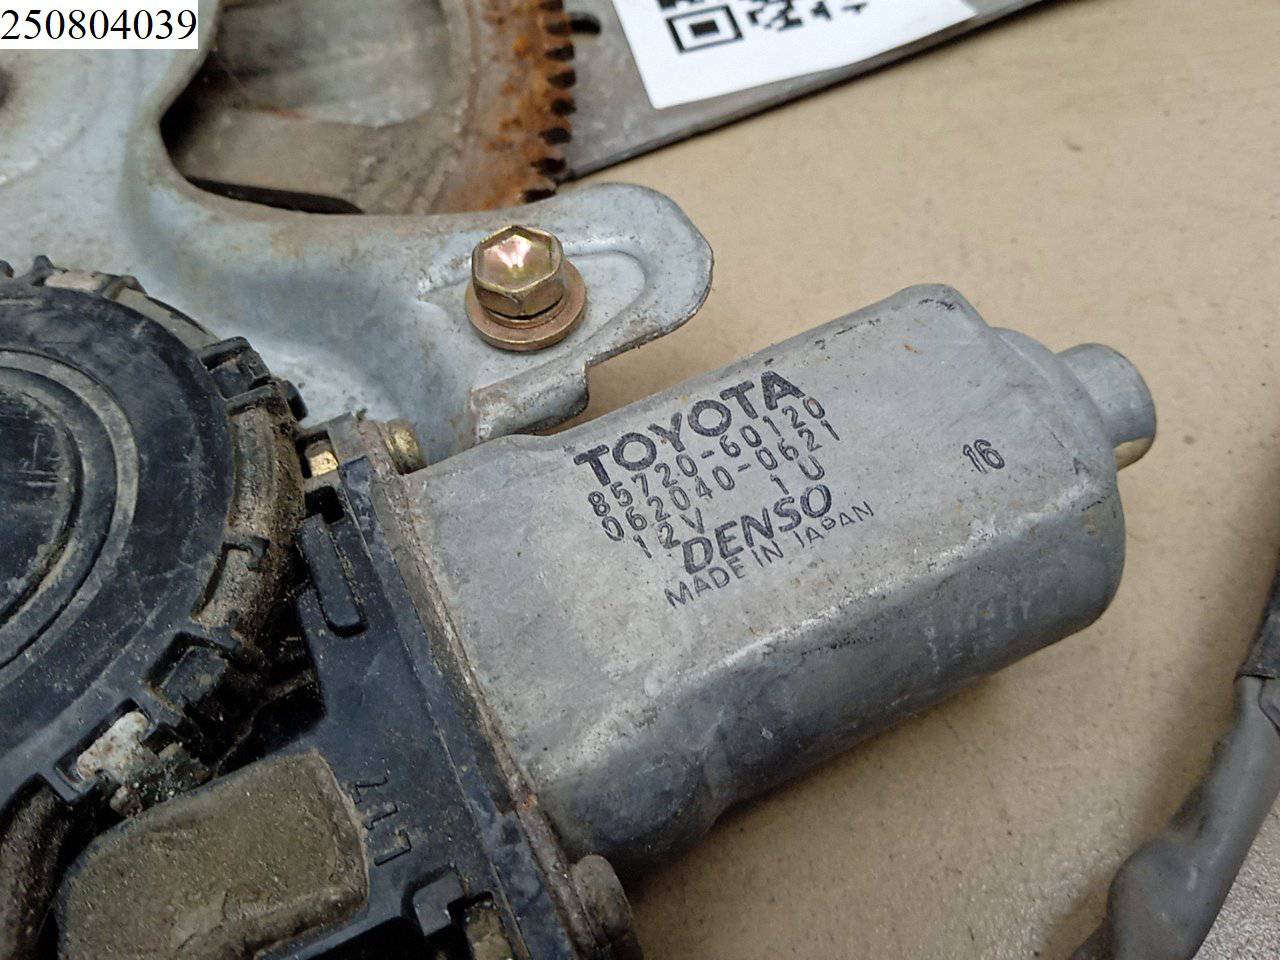 250804039
TOYOTA
85720-60120
062040-0621
12V 1U
DENSO
MADE IN JAPAN
16